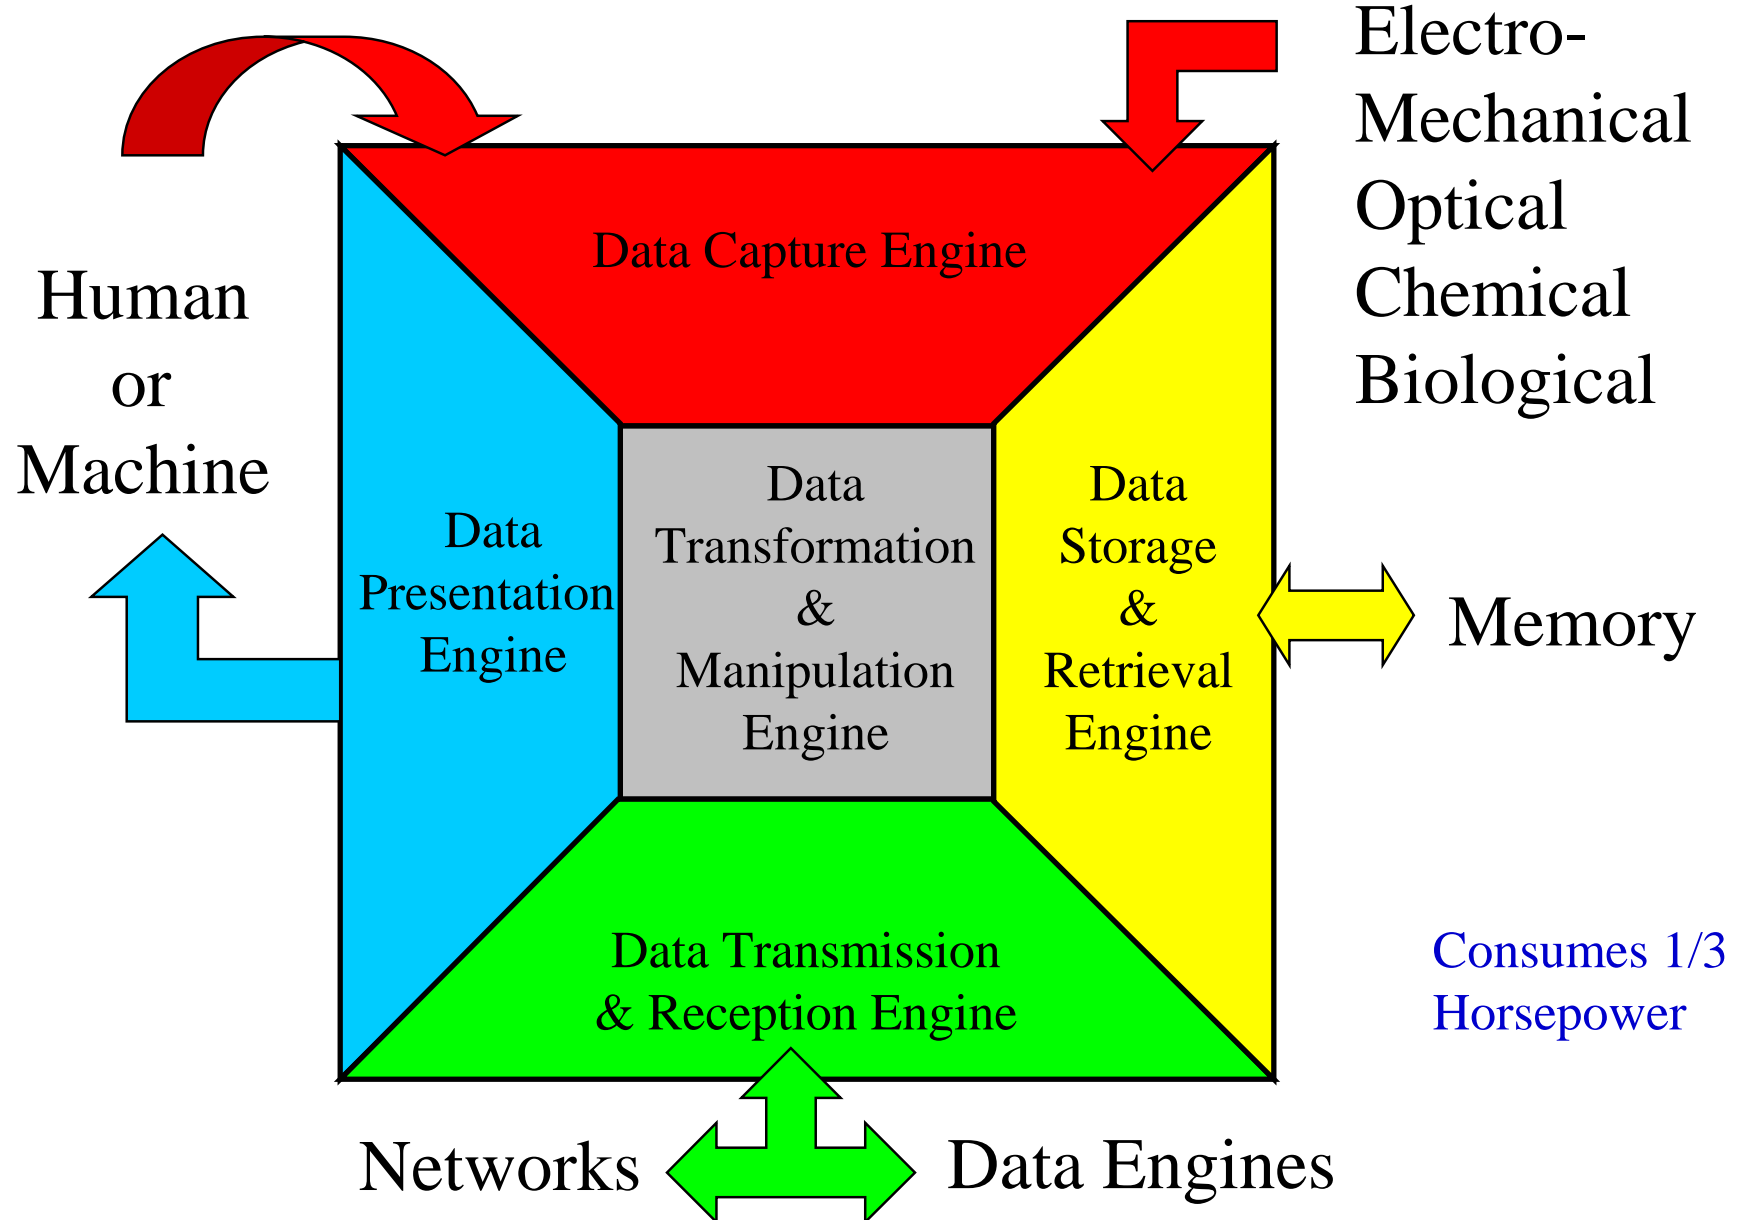 Electro-
Mechanical
Optical
Chemical
Biological
Human
or
Machine
Data Capture Engine
Data
Presentation
Engine
Data
Transformation
&
Manipulation
Engine
Data
Storage
&
Retrieval
Engine
Memory
Data Transmission
& Reception Engine
Consumes 1/3
Horsepower
Networks
Data Engines